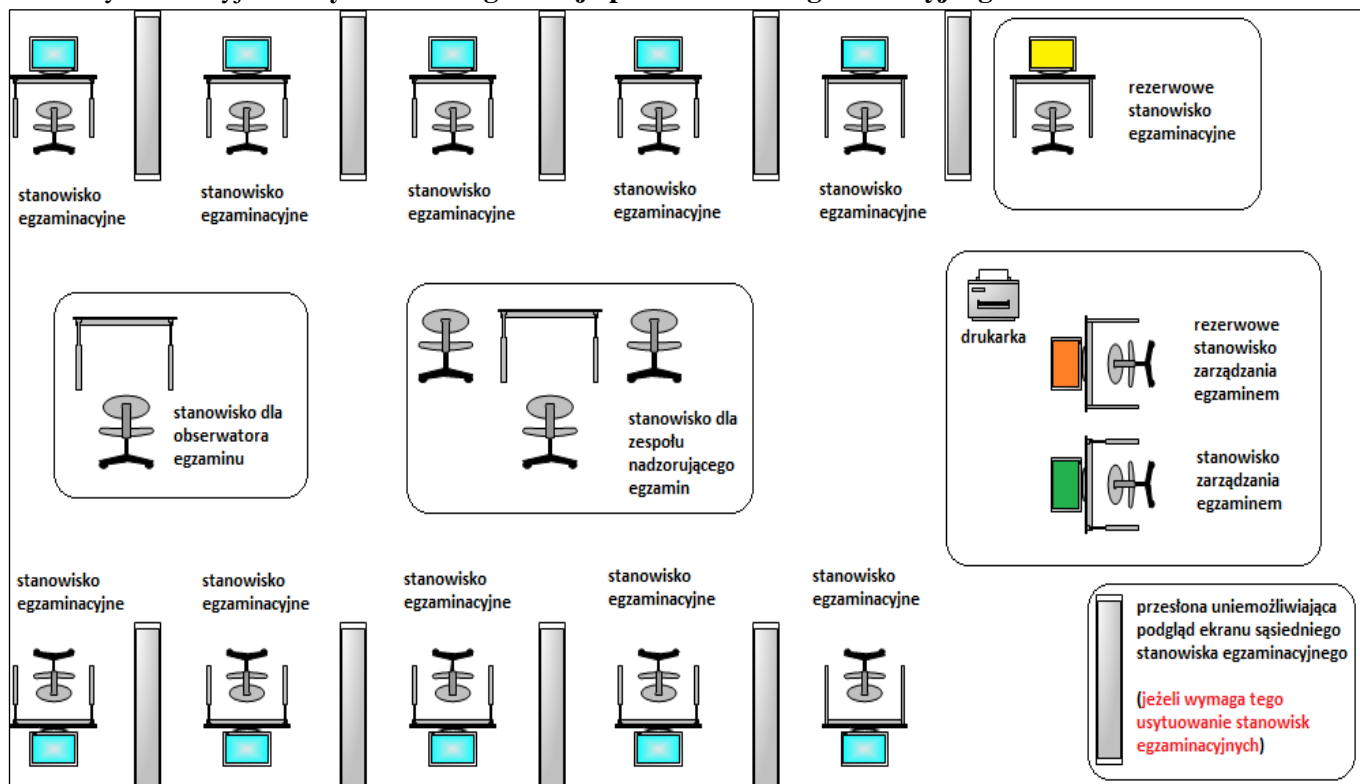 stanowisko
egzaminacyjne
stanowisko
egzaminacyjne
stanowisko
egzaminacyjne
stanowisko
egzaminacyjne
stanowisko
egzaminacyjne
rezerwowe
stanowisko
egzaminacyjne
stanowisko dla
obserwatora
egzaminu
stanowisko dla
zespołu
nadzorującego
egzamin
drukarka
rezerwowe
stanowisko
zarządzania
egzaminem
stanowisko
zarządzania
egzaminem
stanowisko
egzaminacyjne
stanowisko
egzaminacyjne
stanowisko
egzaminacyjne
stanowisko
egzaminacyjne
stanowisko
egzaminacyjne
przesłona uniemożliwiająca
podgląd ekranu sąsiedniego
stanowiska egzaminacyjnego
(jeżeli wymaga tego
usytuowanie stanowisk
egzaminacyjnych)